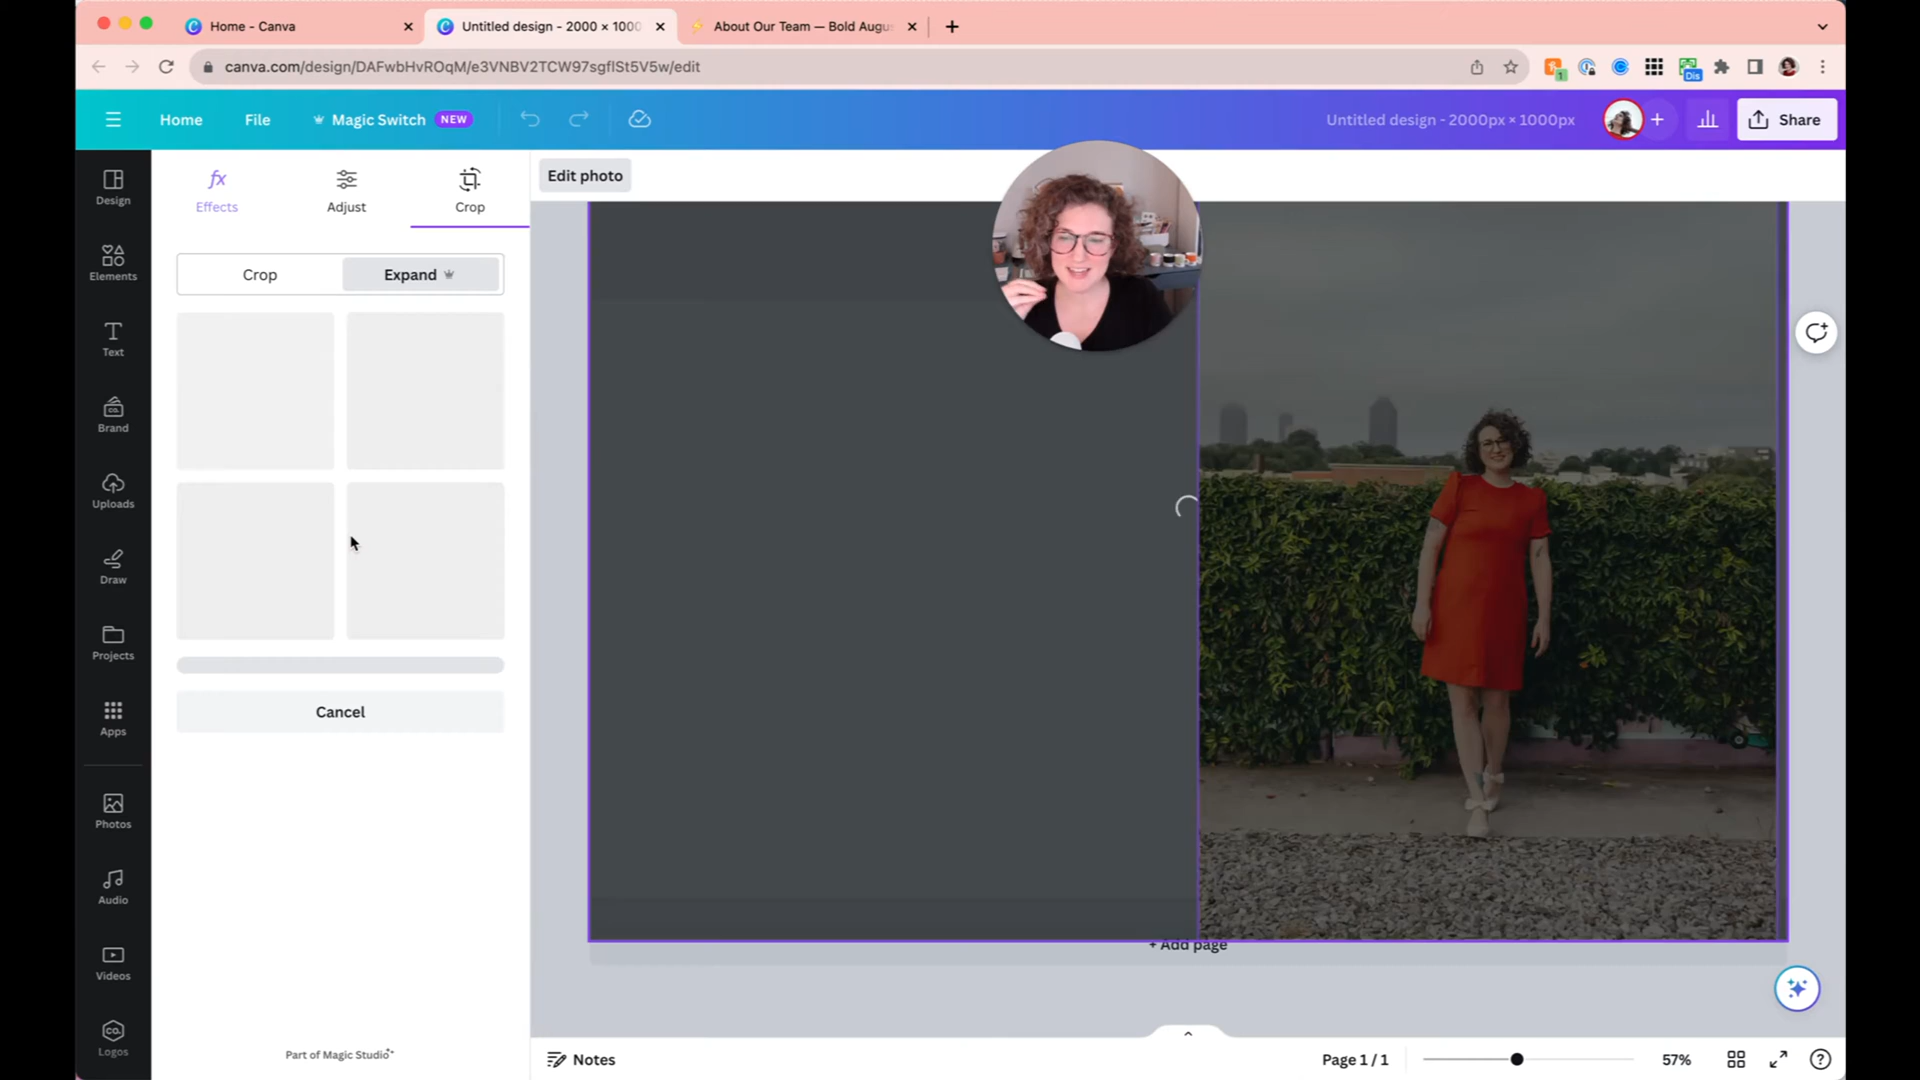 Home - Canva
Untitled design - 2000 × 1000
About Our Team — Bold Augu
canva.com/design/DAFwbHvROqM/e3VNBV2TCW97sgflSt5V5w/edit
1
Dis
Home
File
Magic Switch
NEW
Untitled design - 2000px × 1000px
Share
Design
Elements
Text
Brand
Uploads
Draw
Projects
Apps
Photos
Audio
Videos
Logos
fx
Effects
Adjust
Crop
Edit photo
Crop
Expand
Cancel
Part of Magic Studio
+ Add page
Notes
Page 1 / 1
57%